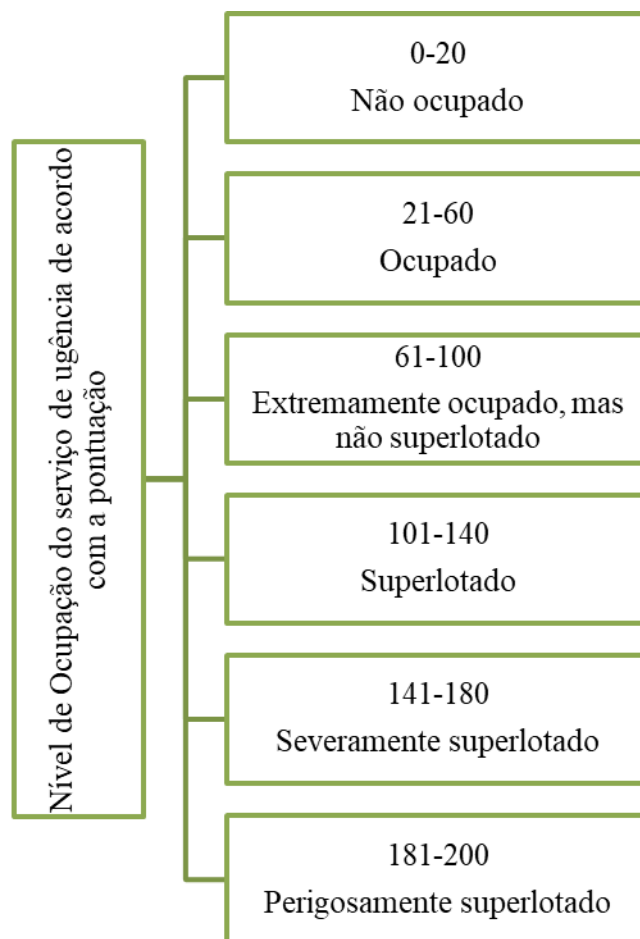 Nível de Ocupação do serviço de ugência de acordo
com a pontuação
0-20
Não ocupado
21-60
Ocupado
61-100
Extremamente ocupado, mas
não superlotado
101-140
Superlotado
141-180
Severamente superlotado
181-200
Perigosamente superlotado